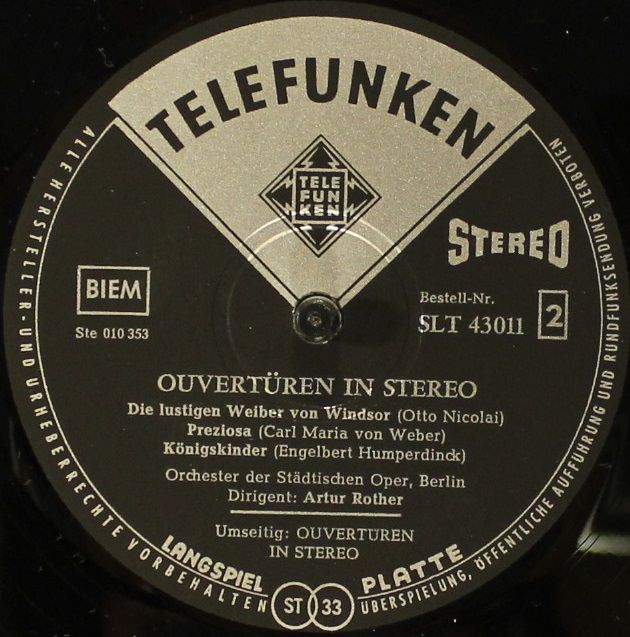 TELEFUNKEN
TELE
FUN
KEN
STEREO
BIEM
Ste 010 353
Bestell-Nr.
SLT 43011
2
OUVERTÜREN IN STEREO
Die lustigen Weiber von Windsor (Otto Nicolai)
Preziosa (Carl Maria von Weber)
Königskinder (Engelbert Humperdinck)
Orchester der Städtischen Oper, Berlin
Dirigent: Artur Rother
Umseitig: OUVERTÜREN
IN STEREO
LANGSPIEL PLATTE
ST 33
ALLE HERSTELLER- UND URHEBERRECHTE VORBEHALTEN
ÜBERSPIELUNG, ÖFFENTLICHE AUFFÜHRUNG UND RUNDFUNKSENDUNG VERBOTEN